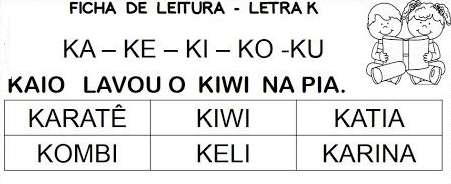 FICHA DE LEITURA - LETRA K
KA – KE – KI – KO -KU
KAIO LAVOU O KIWI NA PIA.
KARATÊ KIWI KATIA
KOMBI KELI KARINA